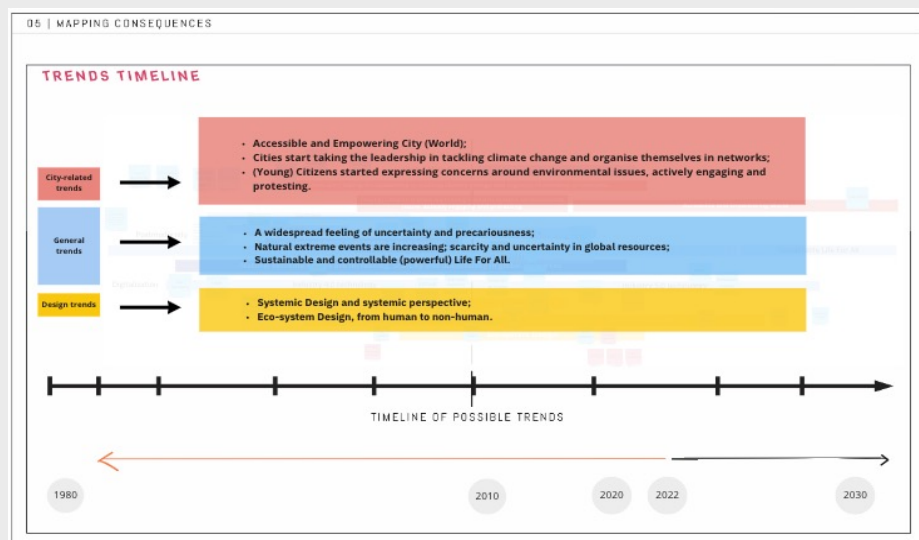 05 | MAPPING CONSEQUENCES
TRENDS TIMELINE
City-related
trends
• Accessible and Empowering City (World);
• Cities start taking the leadership in tackling climate change and organise themselves in networks;
• (Young) Citizens started expressing concerns around environmental issues, actively engaging and
protesting.
General
trends
• A widespread feeling of uncertainty and precariousness;
• Natural extreme events are increasing; scarcity and uncertainty in global resources;
• Sustainable and controllable (powerful) Life For All.
Design trends
• Systemic Design and systemic perspective;
• Eco-system Design, from human to non-human.
TIMELINE OF POSSIBLE TRENDS
1980
2010
2020
2022
2030